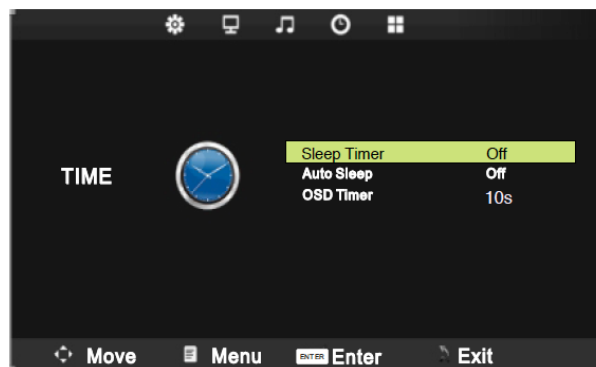 Sleep Timer Off
TIME Auto Sleep Off
OSD Timer 10s
Move Menu ENTER Enter Exit